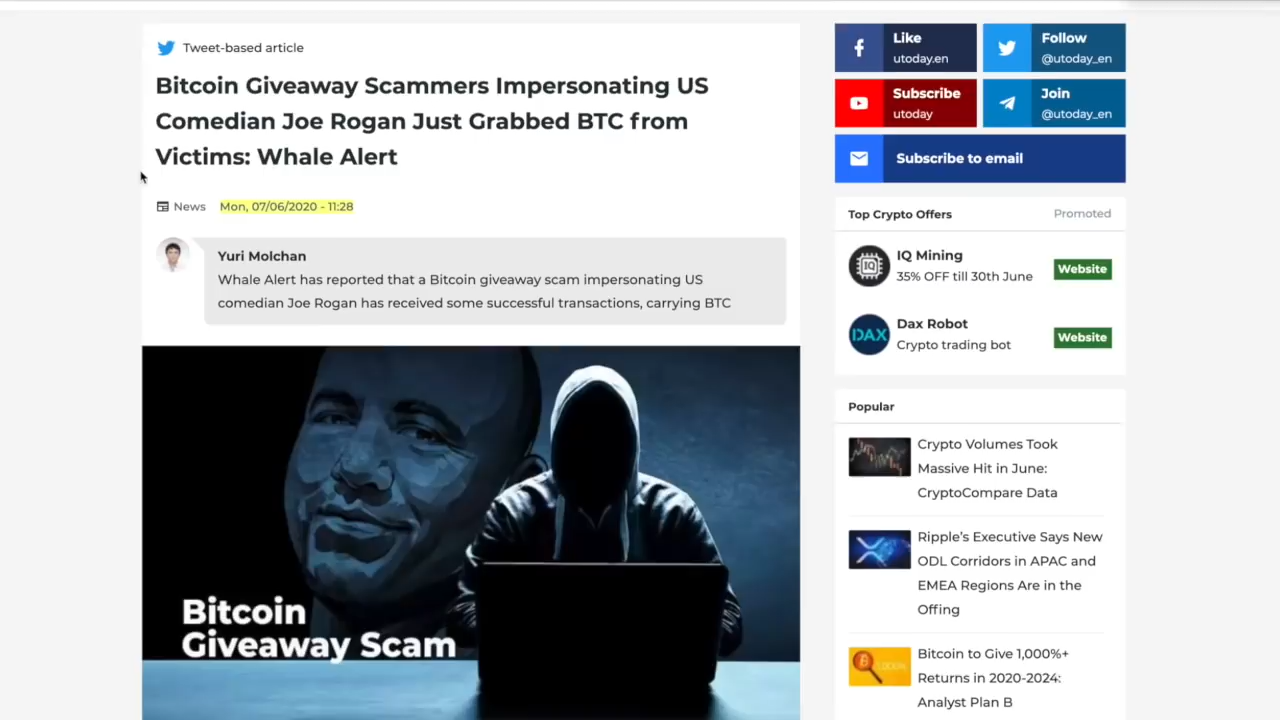 Tweet-based article
Bitcoin Giveaway Scammers Impersonating US
Comedian Joe Rogan Just Grabbed BTC from
Victims: Whale Alert
News Mon, 07/06/2020 - 11:28
Yuri Molchan
Whale Alert has reported that a Bitcoin giveaway scam impersonating US
comedian Joe Rogan has received some successful transactions, carrying BTC
Bitcoin
Giveaway Scam
Like
utoday.en
Follow
@utoday_en
Subscribe
utoday
Join
@utoday_en
Subscribe to email
Top Crypto Offers Promoted
IQ Mining
35% OFF till 30th June
Website
DAX
Dax Robot
Crypto trading bot
Website
Popular
Crypto Volumes Took
Massive Hit in June:
CryptoCompare Data
Ripple's Executive Says New
ODL Corridors in APAC and
EMEA Regions Are in the
Offing
Bitcoin to Give 1,000%+
Returns in 2020-2024:
Analyst Plan B